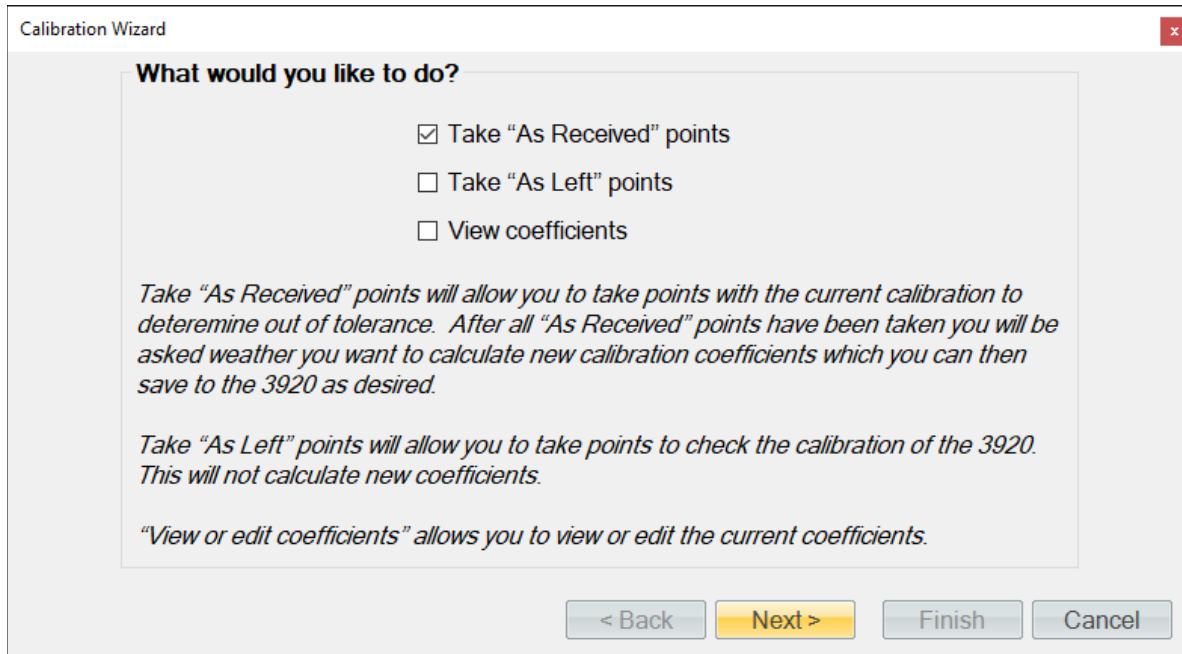 Calibration Wizard
x
What would you like to do?
Take “As Received” points
Take “As Left” points
View coefficients
Take “As Received” points will allow you to take points with the current calibration to
deteremine out of tolerance.  After all “As Received” points have been taken you will be
asked weather you want to calculate new calibration coefficients which you can then
save to the 3920 as desired.
Take “As Left” points will allow you to take points to check the calibration of the 3920.
This will not calculate new coefficients.
“View or edit coefficients” allows you to view or edit the current coefficients.
< Back Next > Finish Cancel